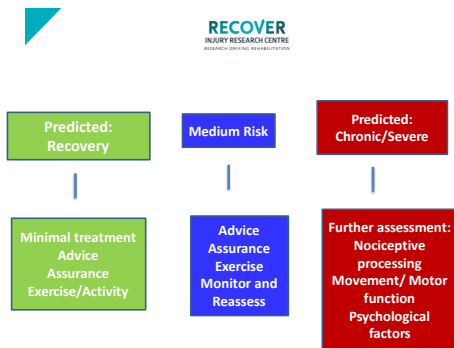 RECOVER
INJURY RESEARCH CENTRE
RESEARCH DRIVING REHABILITATION
Predicted:
Recovery
Medium Risk
Predicted:
Chronic/Severe
Minimal treatment
Advice
Assurance
Exercise/Activity
Advice
Assurance
Exercise
Monitor and
Reassess
Further assessment:
Nociceptive
processing
Movement/ Motor
function
Psychological
factors